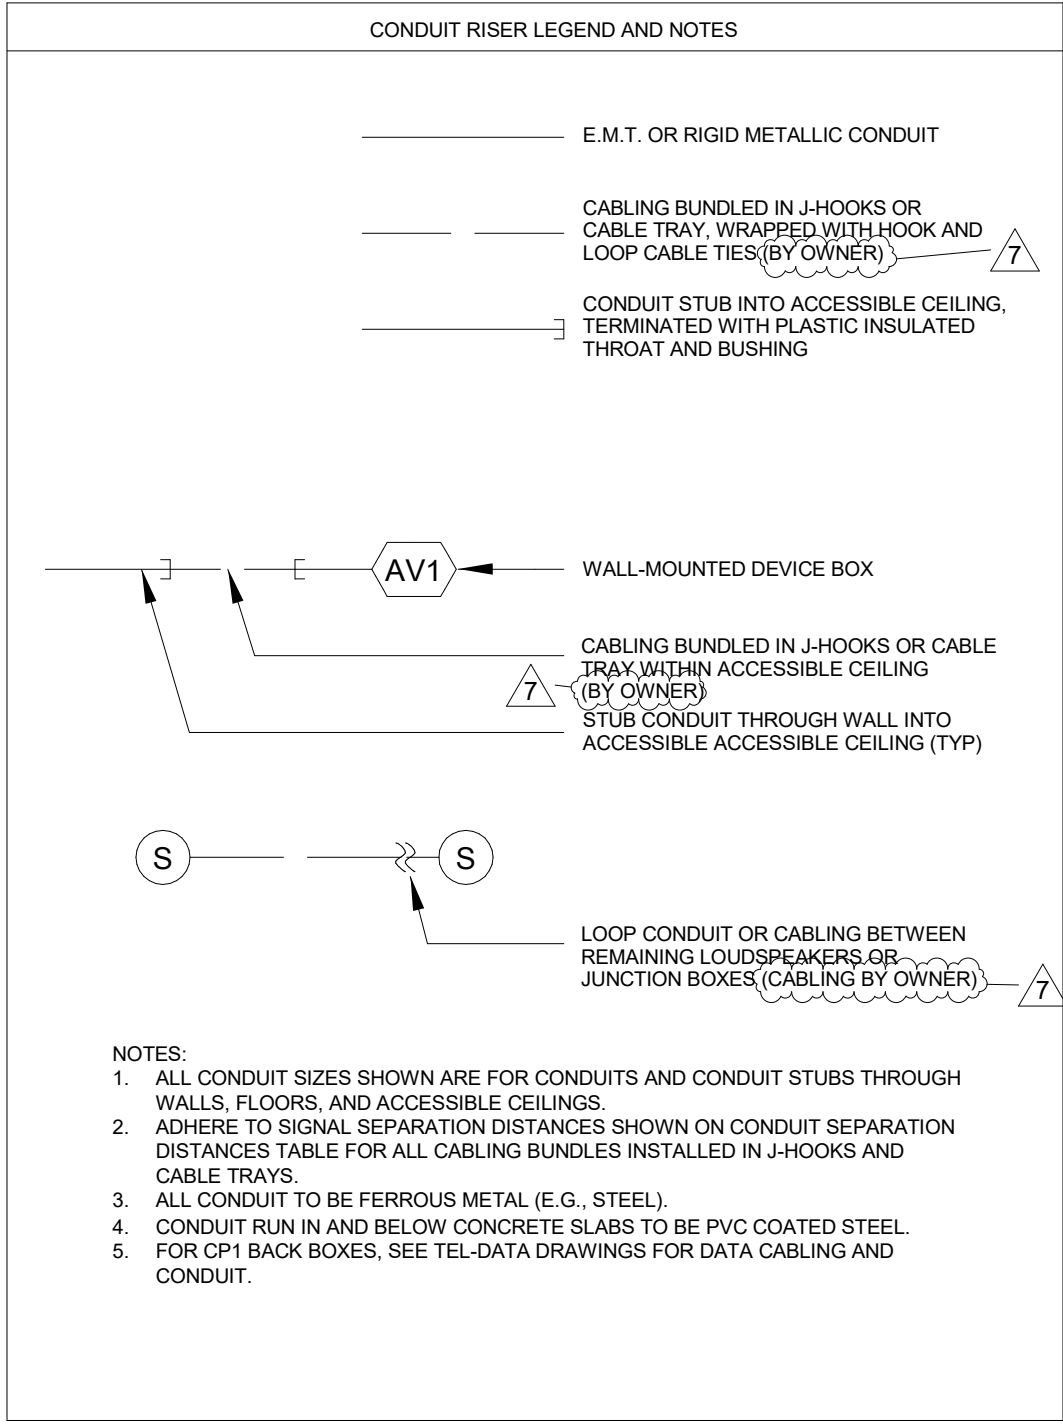 CONDUIT RISER LEGEND AND NOTES
E.M.T. OR RIGID METALLIC CONDUIT
CABLING BUNDLED IN J-HOOKS OR
CABLE TRAY, WRAPPED WITH HOOK AND
LOOP CABLE TIES (BY OWNER)
7
CONDUIT STUB INTO ACCESSIBLE CEILING,
TERMINATED WITH PLASTIC INSULATED
THROAT AND BUSHING
AV1
WALL-MOUNTED DEVICE BOX
CABLING BUNDLED IN J-HOOKS OR CABLE
TRAY WITHIN ACCESSIBLE CEILING
7
(BY OWNER)
STUB CONDUIT THROUGH WALL INTO
ACCESSIBLE ACCESSIBLE CEILING (TYP)
S
S
LOOP CONDUIT OR CABLING BETWEEN
REMAINING LOUDSPEAKERS OR
JUNCTION BOXES (CABLING BY OWNER)
7
NOTES:
1. ALL CONDUIT SIZES SHOWN ARE FOR CONDUITS AND CONDUIT STUBS THROUGH
WALLS, FLOORS, AND ACCESSIBLE CEILINGS.
2. ADHERE TO SIGNAL SEPARATION DISTANCES SHOWN ON CONDUIT SEPARATION
DISTANCES TABLE FOR ALL CABLING BUNDLES INSTALLED IN J-HOOKS AND
CABLE TRAYS.
3. ALL CONDUIT TO BE FERROUS METAL (E.G., STEEL).
4. CONDUIT RUN IN AND BELOW CONCRETE SLABS TO BE PVC COATED STEEL.
5. FOR CP1 BACK BOXES, SEE TEL-DATA DRAWINGS FOR DATA CABLING AND
CONDUIT.